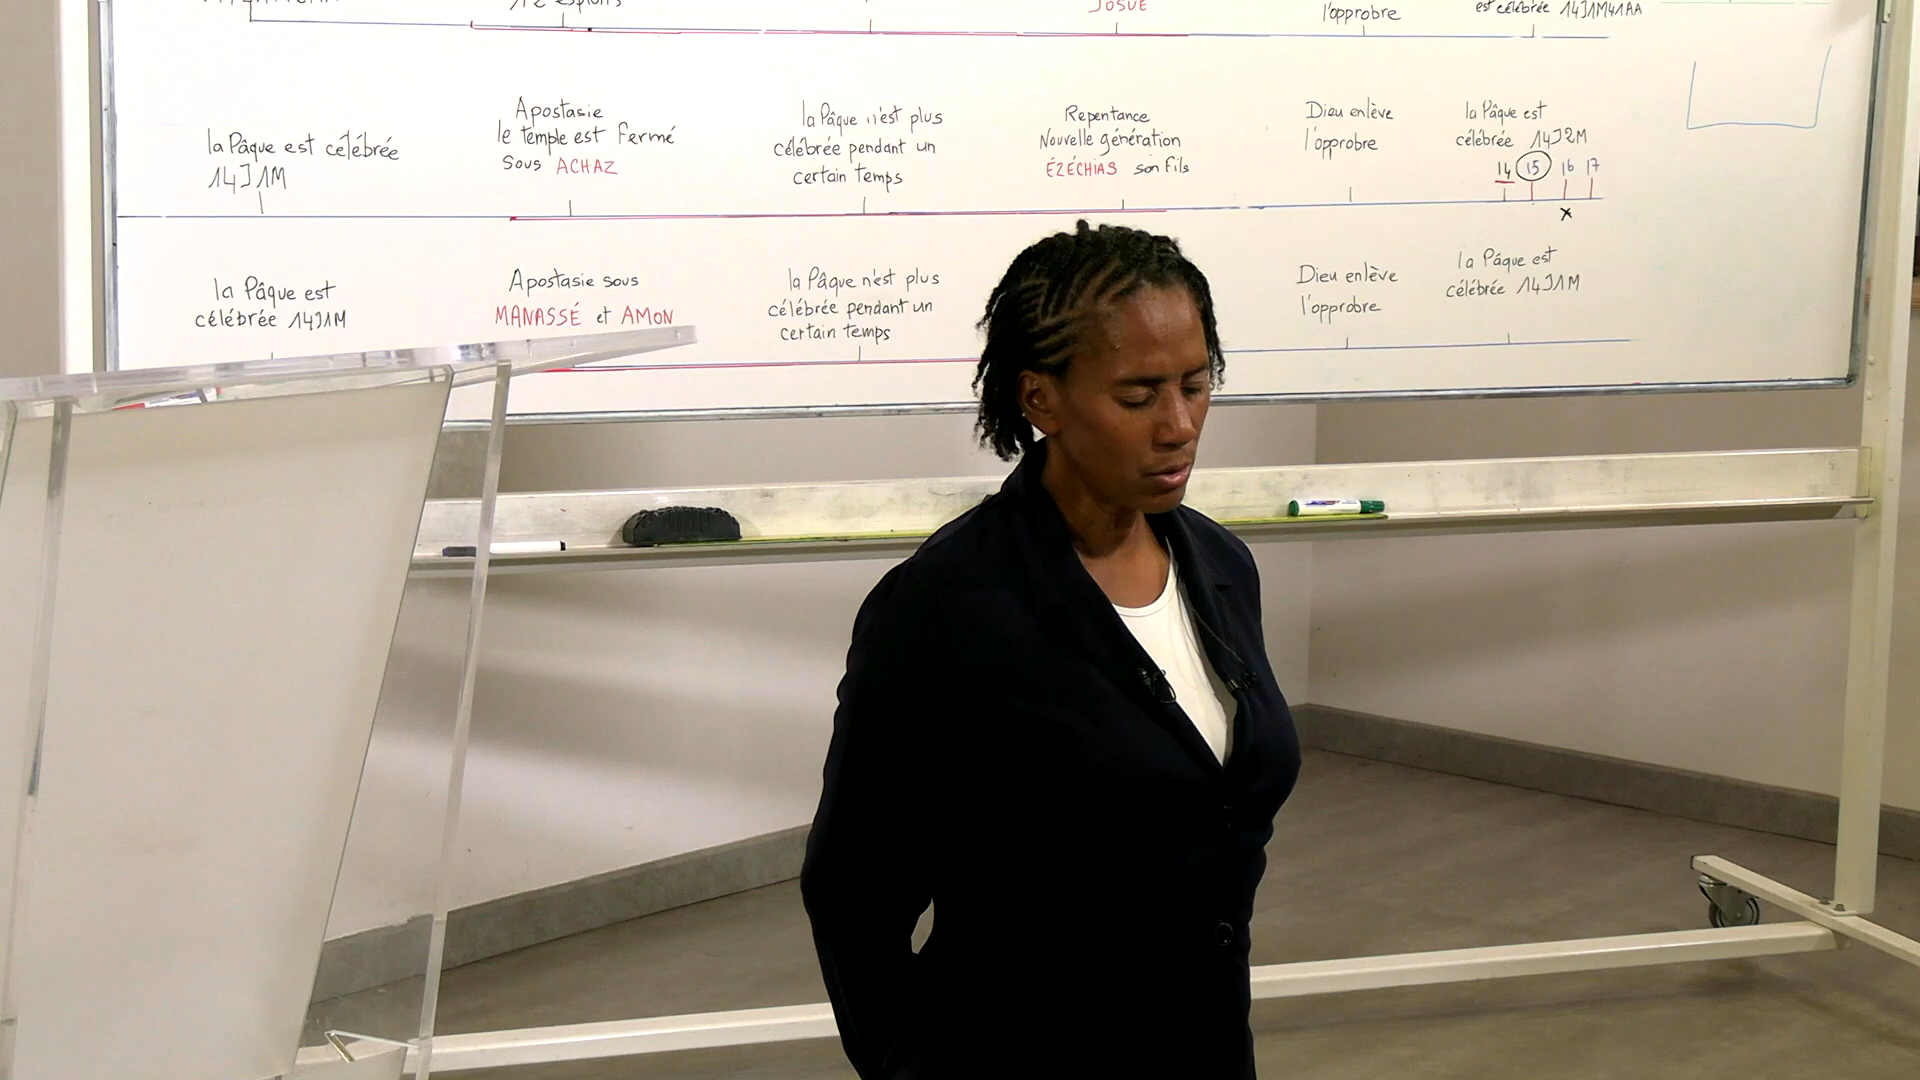 12 espions
JOSUÉ
l'opprobre
est célébrée 14J1M41AA
la Pâque est célébrée
14J1M
Apostasie
le temple est fermé
sous ACHAZ
la Pâque n'est plus
célébrée pendant un
certain temps
Repentance
Nouvelle génération
ÉZÉCHIAS son fils
Dieu enlève
l'opprobre
la Pâque est
célébrée 14J2M
14 15 16 17
x
la Pâque est
célébrée 14J1M
Apostasie sous
MANASSÉ et AMON
la Pâque n'est plus
célébrée pendant un
certain temps
Dieu enlève
l'opprobre
la Pâque est
célébrée 14J1M